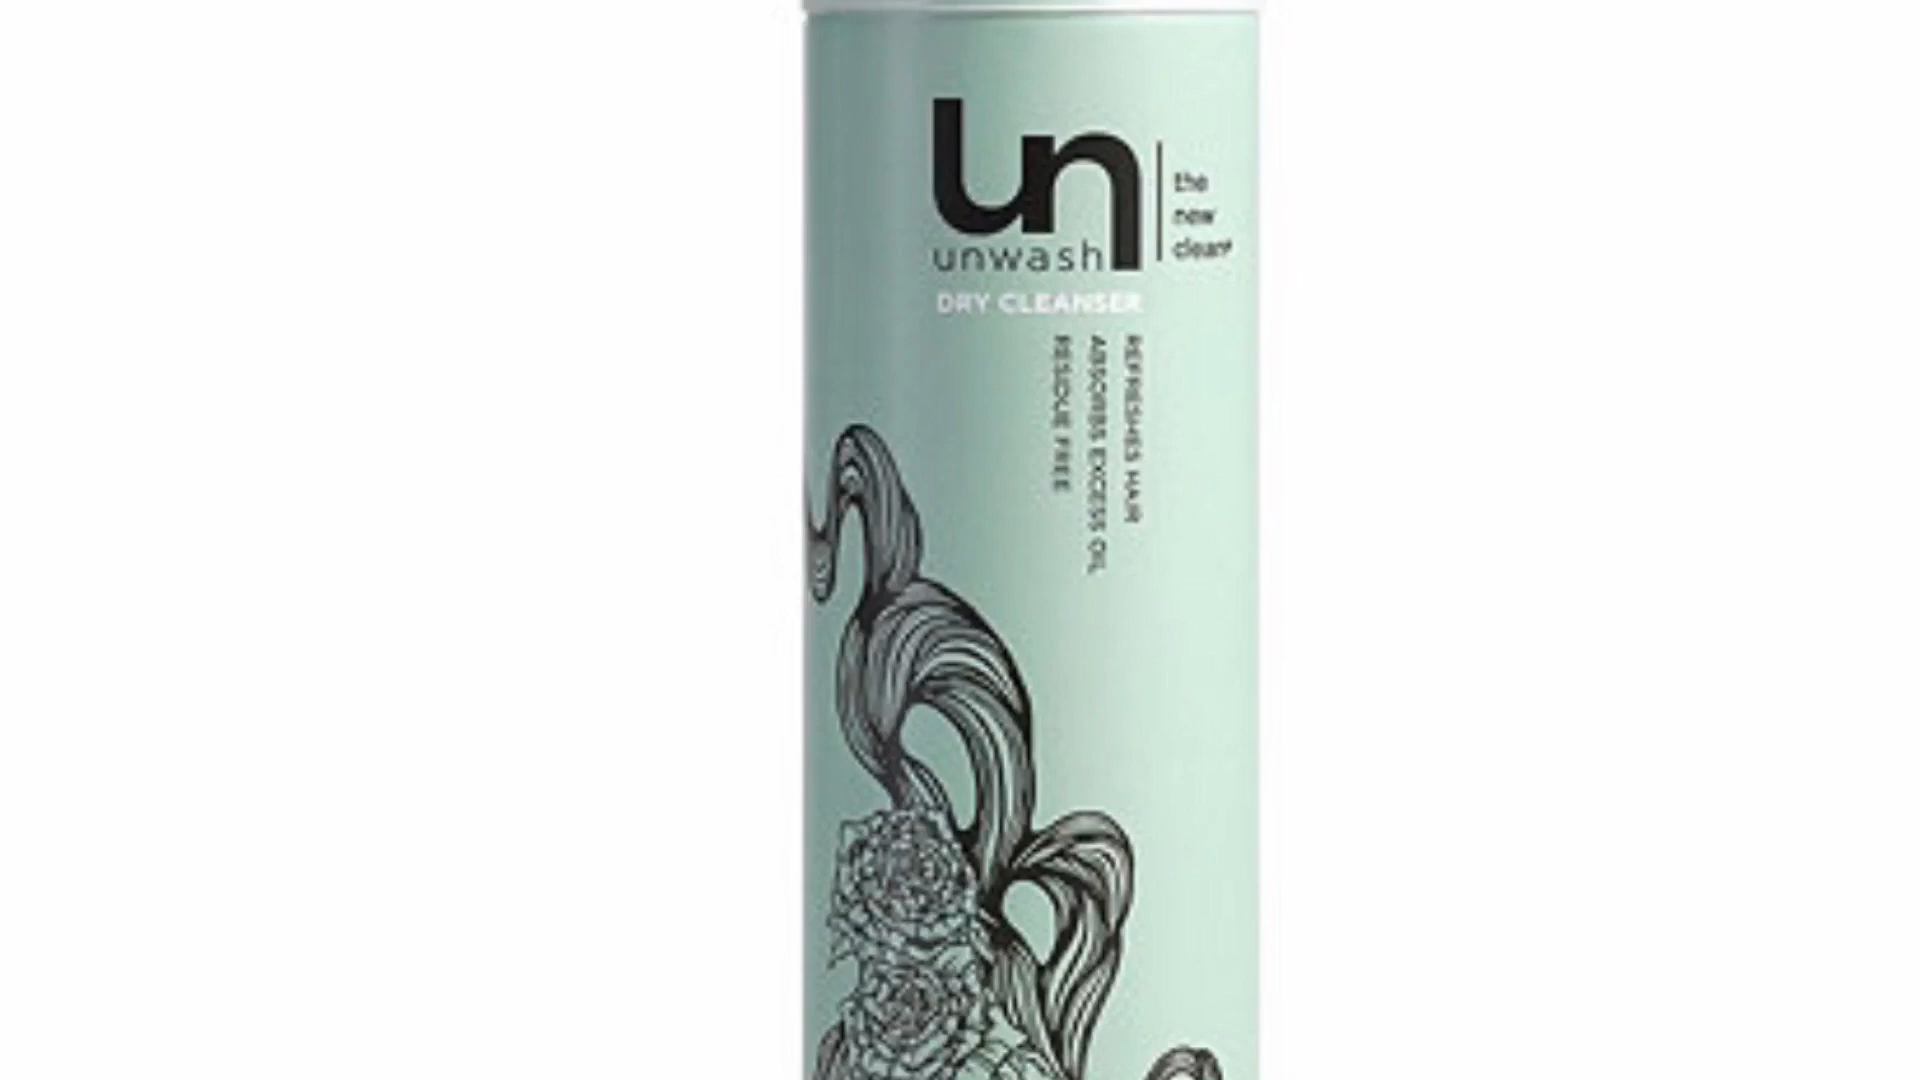 un
unwash
the
new
clean®
DRY CLEANSER
REFRESHES HAIR
ABSORBS EXCESS OIL
RESIDUE FREE